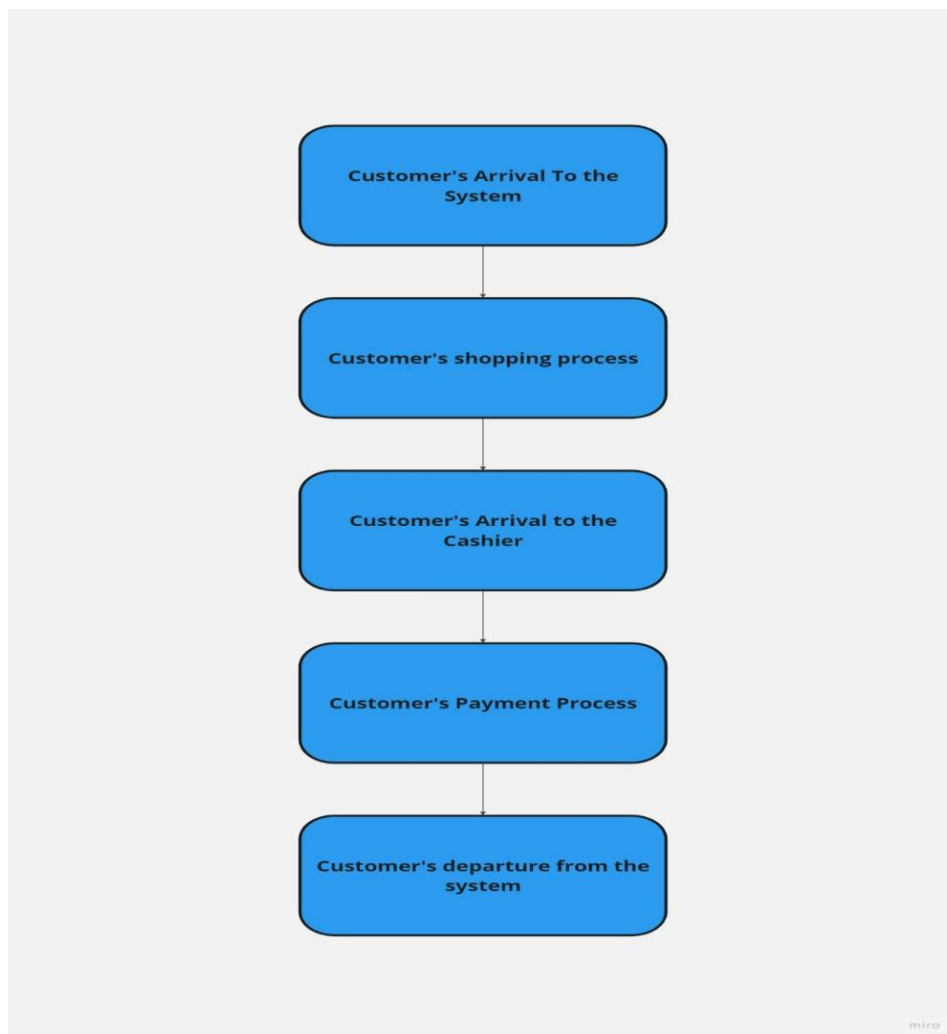 Customer's Arrival To the
System
Customer's shopping process
Customer's Arrival to the
Cashier
Customer's Payment Process
Customer's departure from the
system
miro